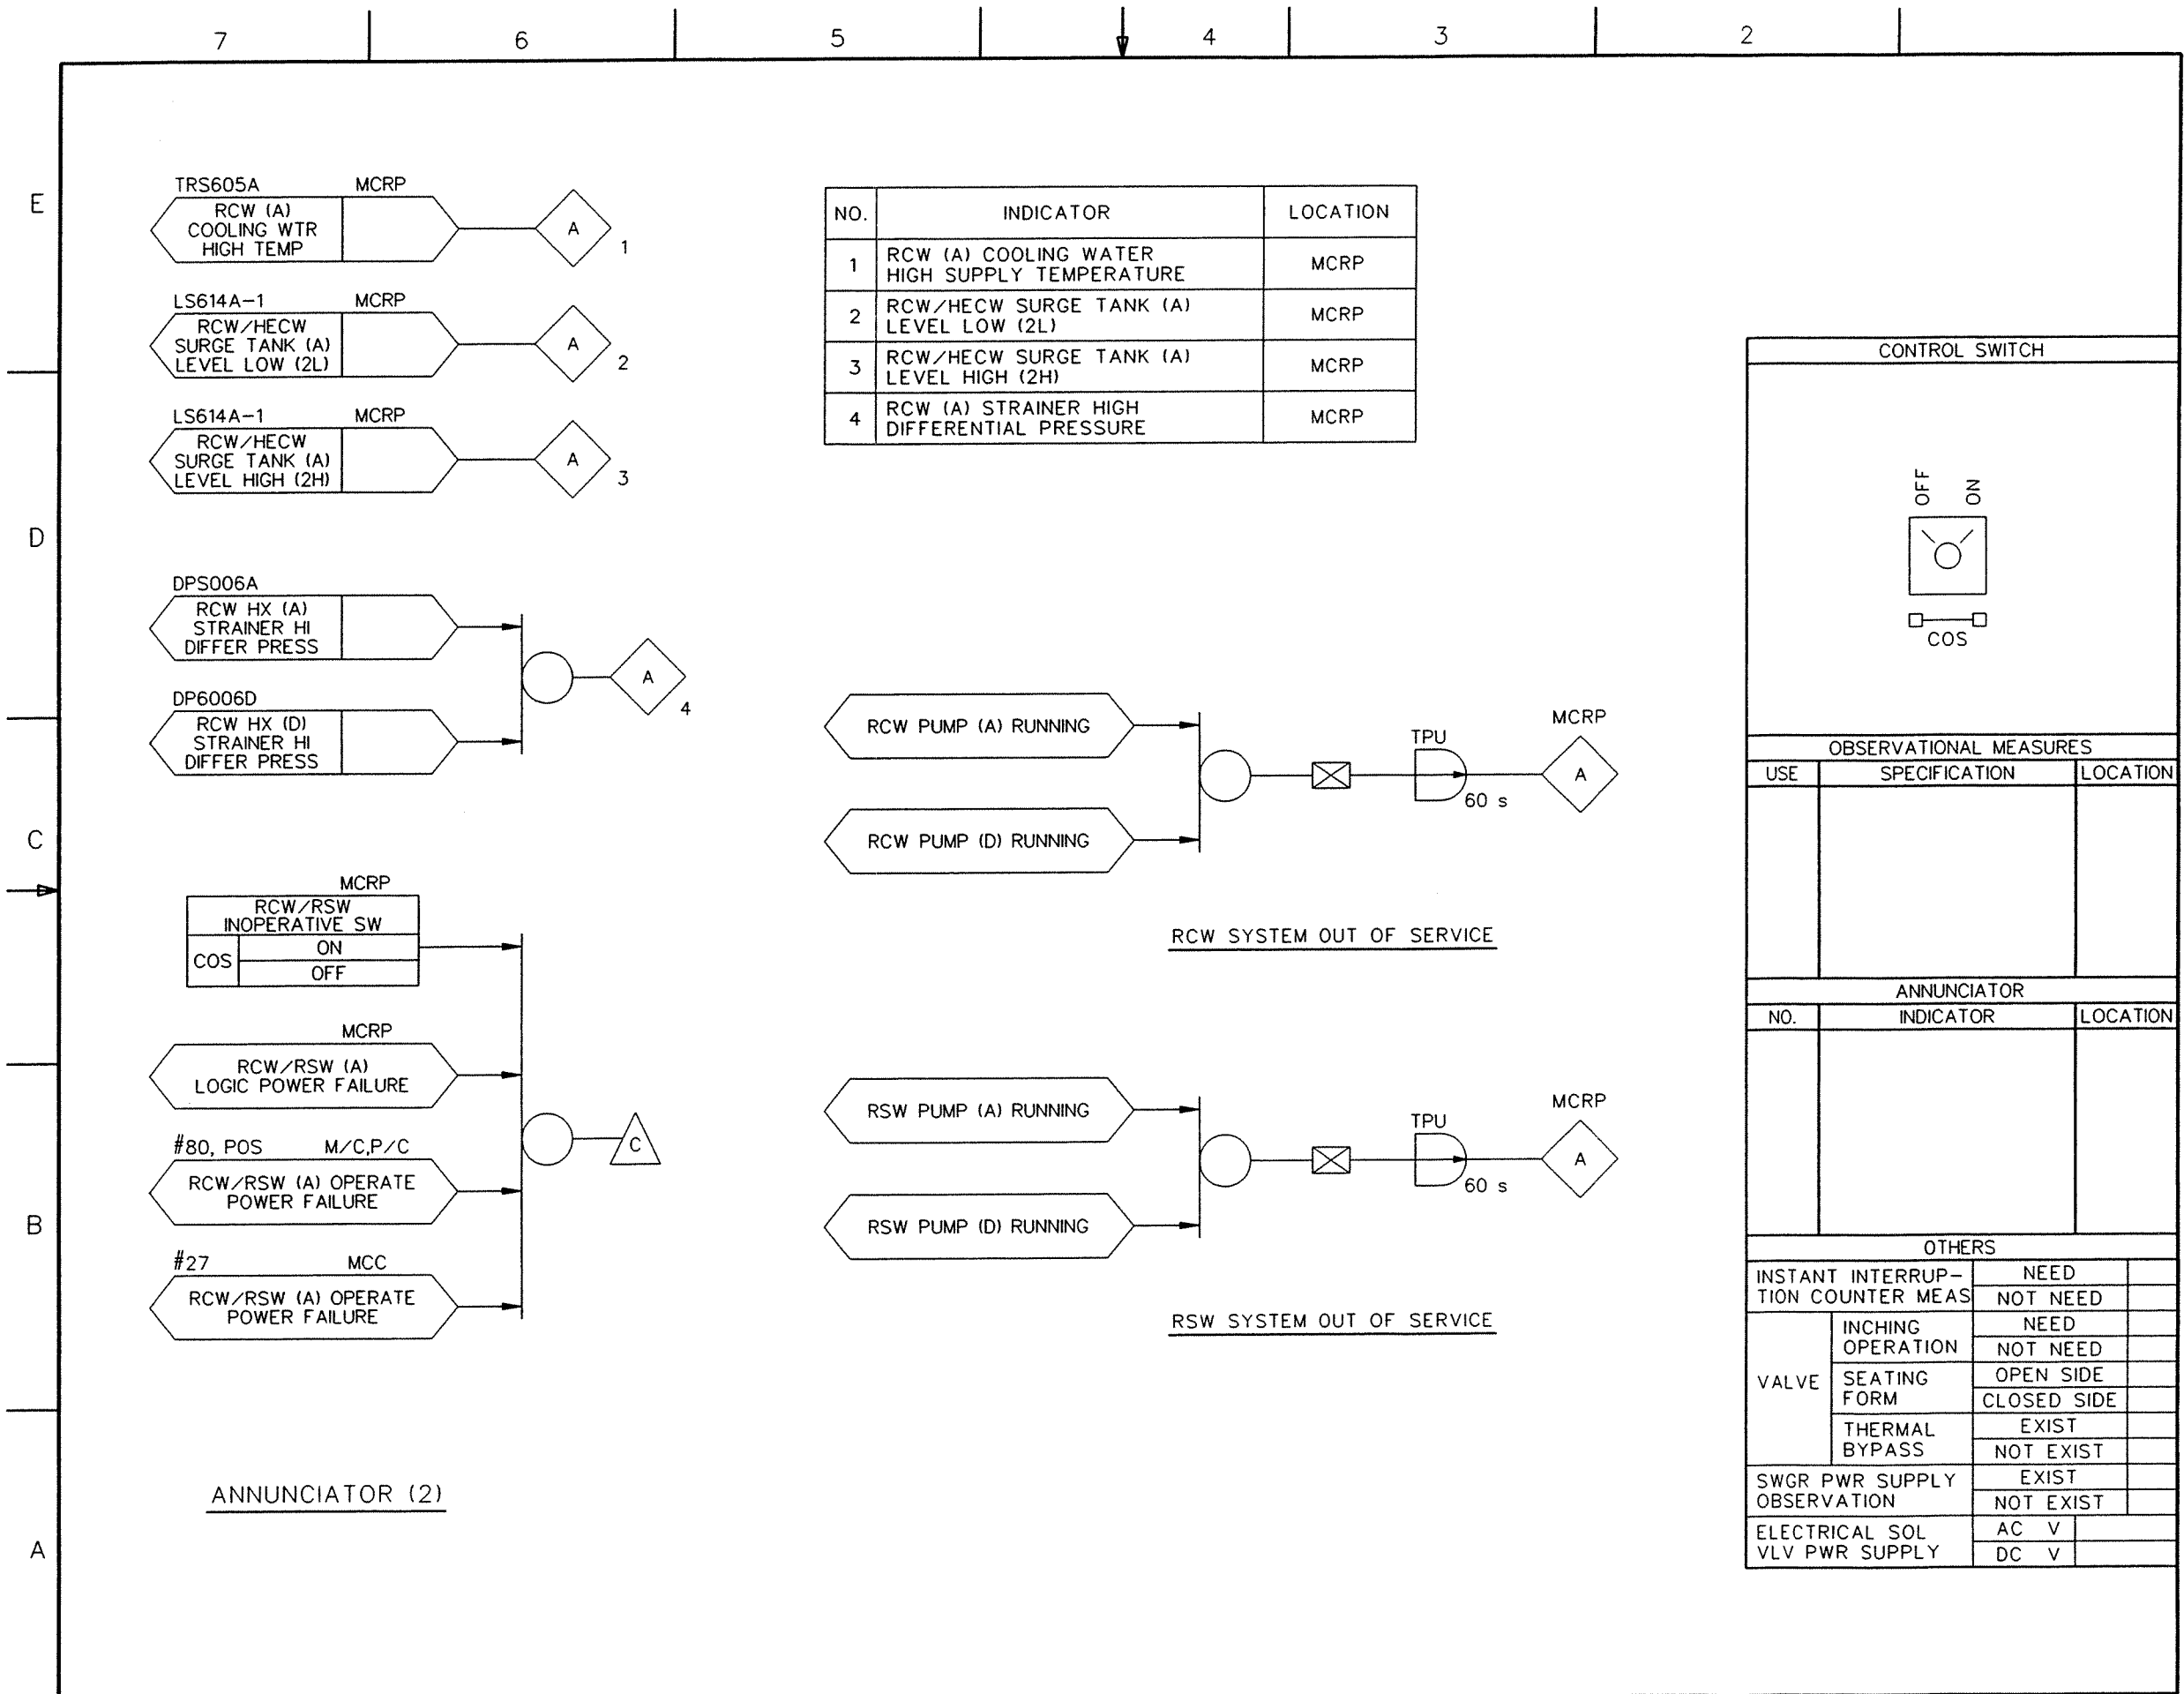 7 6 5 4 3 2
E
D
C
B
A
TRS605A MCRP
RCW (A)
COOLING WTR
HIGH TEMP
A
1
LS614A-1 MCRP
RCW/HECW
SURGE TANK (A)
LEVEL LOW (2L)
A
2
LS614A-1 MCRP
RCW/HECW
SURGE TANK (A)
LEVEL HIGH (2H)
A
3
DPS006A
RCW HX (A)
STRAINER HI
DIFFER PRESS
DP6006D
RCW HX (D)
STRAINER HI
DIFFER PRESS
A
4
MCRP
RCW/RSW
INOPERATIVE SW
COS
ON
OFF
MCRP
RCW/RSW (A)
LOGIC POWER FAILURE
#80, POS M/C,P/C
RCW/RSW (A) OPERATE
POWER FAILURE
#27 MCC
RCW/RSW (A) OPERATE
POWER FAILURE
C
ANNUNCIATOR (2)
NO. INDICATOR LOCATION
1 RCW (A) COOLING WATER
HIGH SUPPLY TEMPERATURE
MCRP
2 RCW/HECW SURGE TANK (A)
LEVEL LOW (2L)
MCRP
3 RCW/HECW SURGE TANK (A)
LEVEL HIGH (2H)
MCRP
4 RCW (A) STRAINER HIGH
DIFFERENTIAL PRESSURE
MCRP
RCW PUMP (A) RUNNING
RCW PUMP (D) RUNNING
TPU
60 s
MCRP
A
RCW SYSTEM OUT OF SERVICE
RSW PUMP (A) RUNNING
RSW PUMP (D) RUNNING
TPU
60 s
MCRP
A
RSW SYSTEM OUT OF SERVICE
CONTROL SWITCH
OFF
ON
COS
OBSERVATIONAL MEASURES
USE SPECIFICATION LOCATION
ANNUNCIATOR
NO. INDICATOR LOCATION
OTHERS
INSTANT INTERRUP-
TION COUNTER MEAS
NEED
NOT NEED
VALVE
INCHING
OPERATION
NEED
NOT NEED
SEATING
FORM
OPEN SIDE
CLOSED SIDE
THERMAL
BYPASS
EXIST
NOT EXIST
SWGR PWR SUPPLY
OBSERVATION
EXIST
NOT EXIST
ELECTRICAL SOL
VLV PWR SUPPLY
AC V
DC V